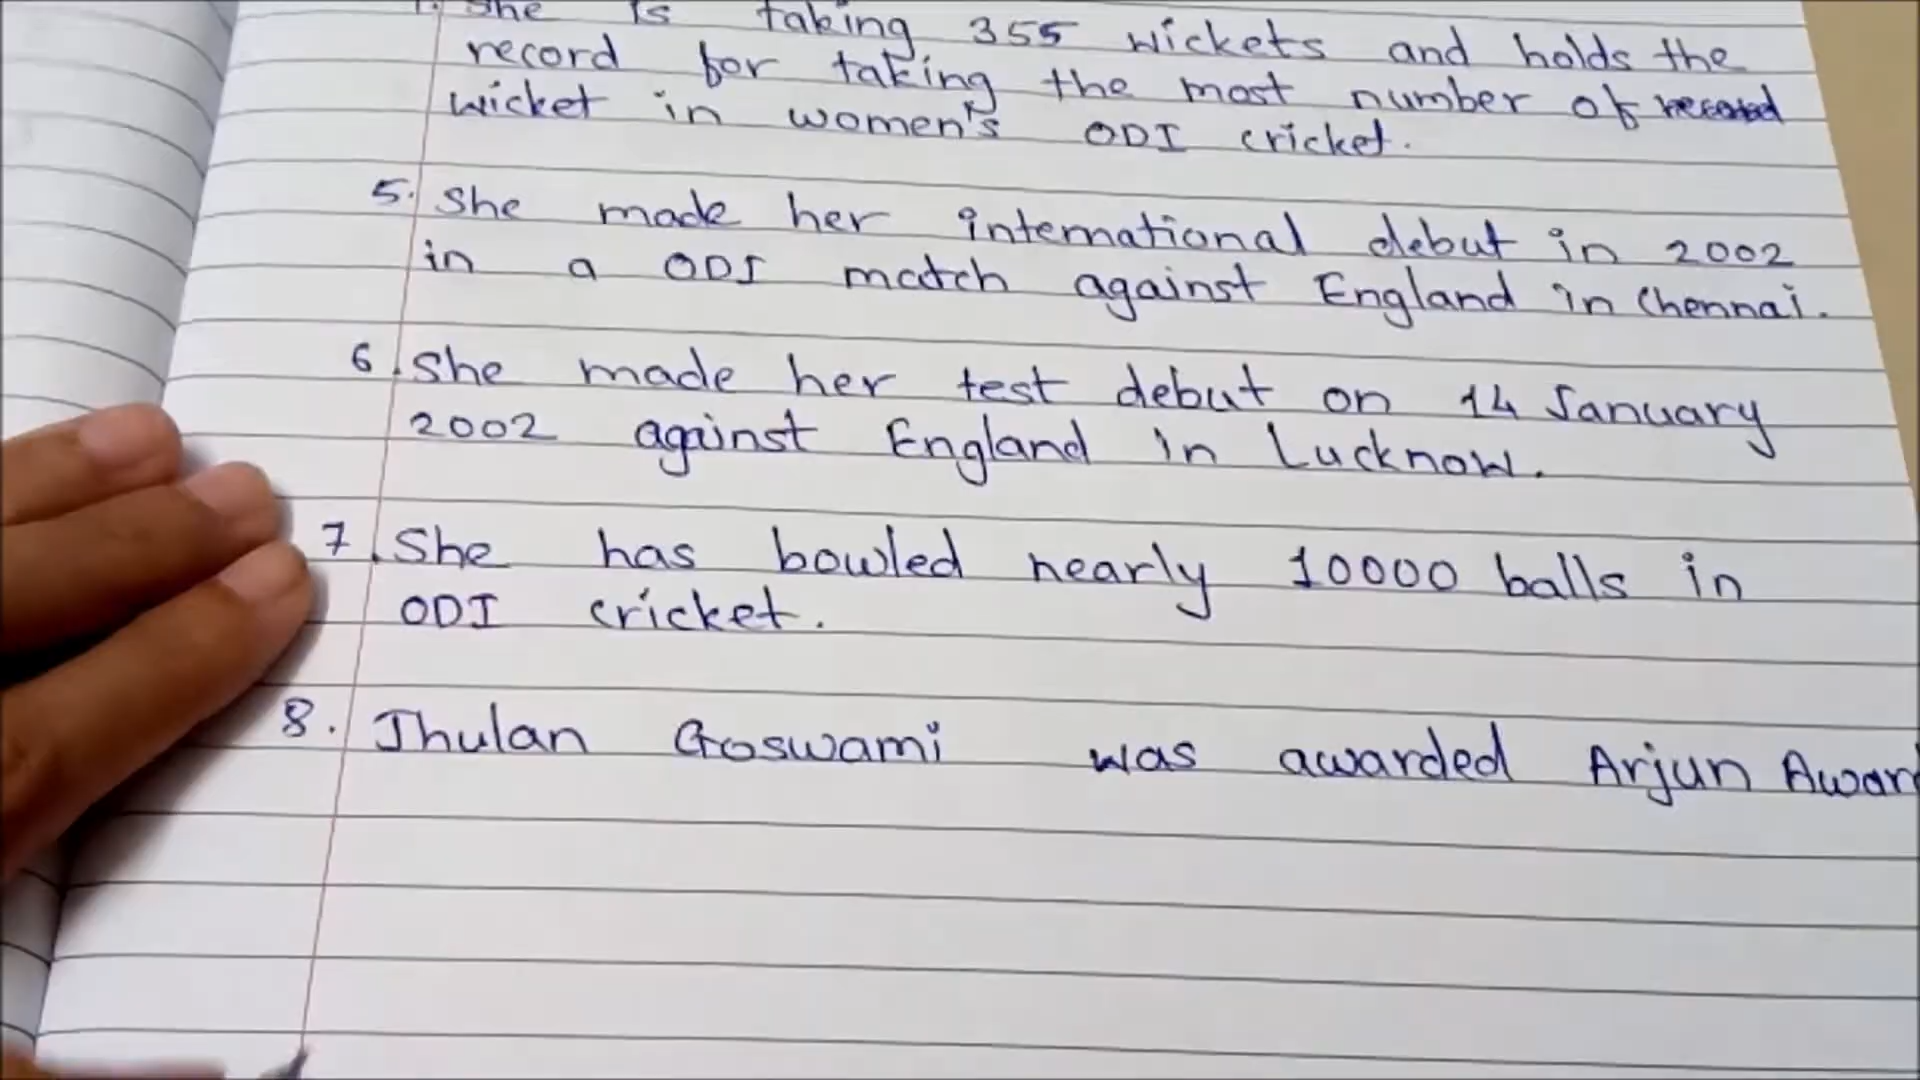 She is taking 355 wickets and holds the
record for taking the most number of
wicket in women's ODI cricket.
5. She made her international debut in 2002
in a ODI match against England in Chennai.
6. She made her test debut on 14 January
2002 against England in Lucknow.
7. She has bowled nearly 10000 balls in
ODI cricket.
8. Jhulan Goswami was awarded Arjun Awar